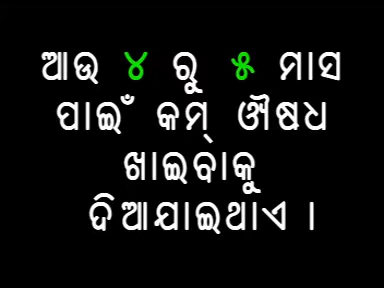 ଆଉ ୪ ରୁ ୫ ମାସ
ପାଇଁ କମ୍ ଔଷଧ
ଖାଇବାକୁ
ଦିଆଯାଇଥାଏ ।